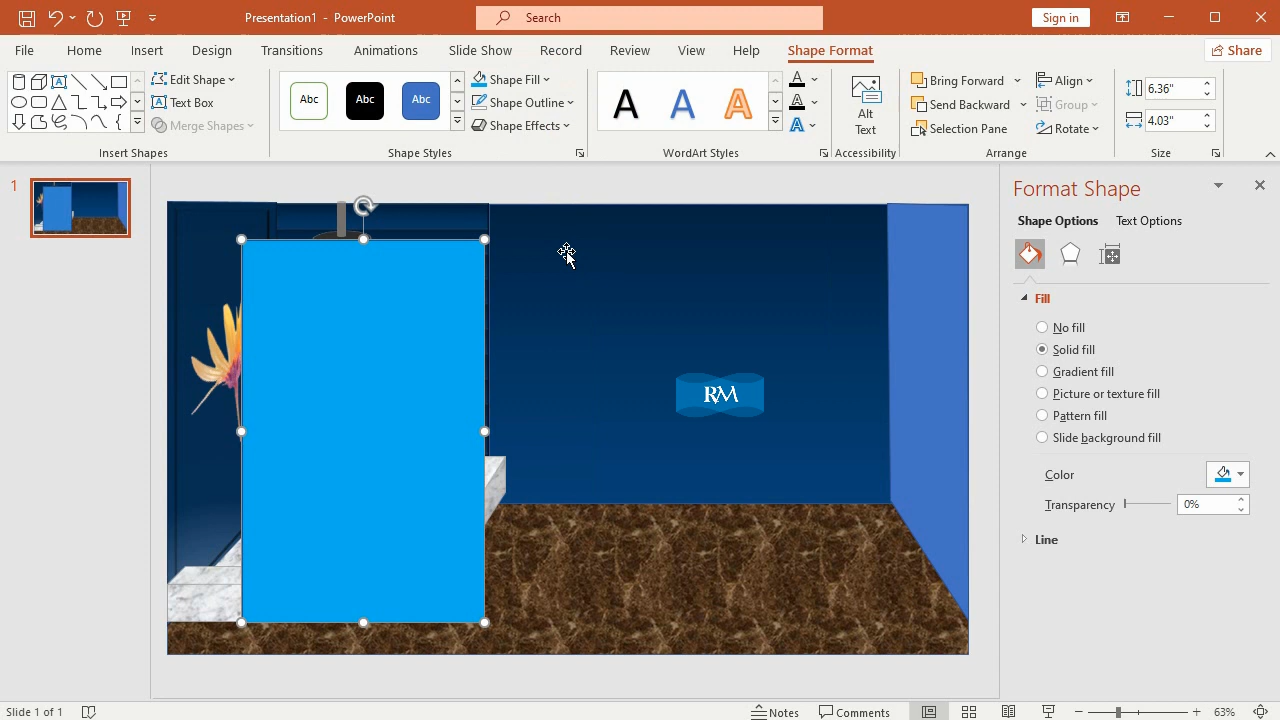 Presentation1 - PowerPoint
Search
Sign in
File Home Insert Design Transitions Animations Slide Show Record Review View Help Shape Format Share
Edit Shape
Text Box
Merge Shapes
Insert Shapes
Abc Abc Abc
Shape Fill
Shape Outline
Shape Effects
Shape Styles
A A A
A
A
A
WordArt Styles
Alt
Text
Accessibility
Bring Forward
Send Backward
Selection Pane
Align
Group
Rotate
Arrange
6.36"
4.03"
Size
1
RM
Format Shape
Shape Options Text Options
Fill
No fill
Solid fill
Gradient fill
Picture or texture fill
Pattern fill
Slide background fill
Color
Transparency 0%
Line
Slide 1 of 1
Notes
Comments
63%